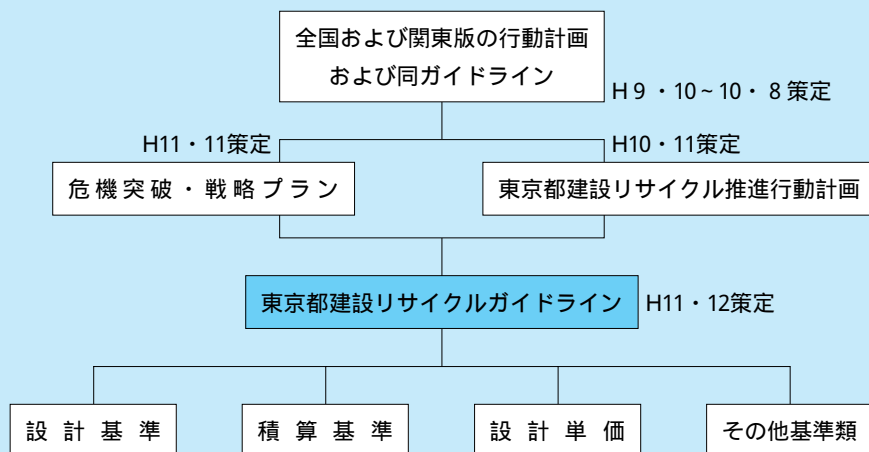 全国および関東版の行動計画
および同ガイドライン
H9・10~10・8策定
H11・11策定
H10・11策定
危機突破・戦略プラン
東京都建設リサイクル推進行動計画
東京都建設リサイクルガイドライン
H11・12策定
設計基準
積算基準
設計単価
その他基準類